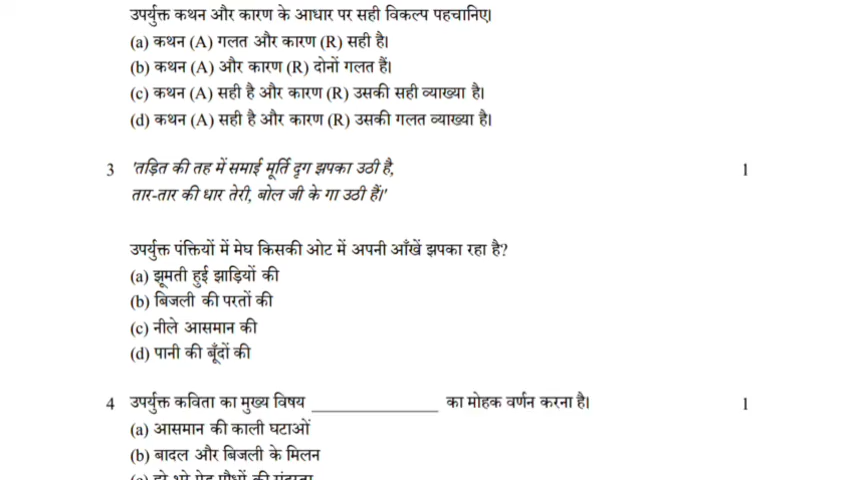 उपर्युक्त कथन और कारण के आधार पर सही विकल्प पहचानिए।
(a) कथन (A) गलत और कारण (R) सही है।
(b) कथन (A) और कारण (R) दोनों गलत हैं।
(c) कथन (A) सही है और कारण (R) उसकी सही व्याख्या है।
(d) कथन (A) सही है और कारण (R) उसकी गलत व्याख्या है।
3 'तड़ित की तह में समाई मूर्ति दृग झपका उठी है, 1
तार-तार की धार तेरी, बोल जी के गा उठी हैं।'
उपर्युक्त पंक्तियों में मेघ किसकी ओट में अपनी आँखें झपका रहा है?
(a) झूमती हुई झाड़ियों की
(b) बिजली की परतों की
(c) नीले आसमान की
(d) पानी की बूँदों की
4 उपर्युक्त कविता का मुख्य विषय ________________ का मोहक वर्णन करना है। 1
(a) आसमान की काली घटाओं
(b) बादल और बिजली के मिलन